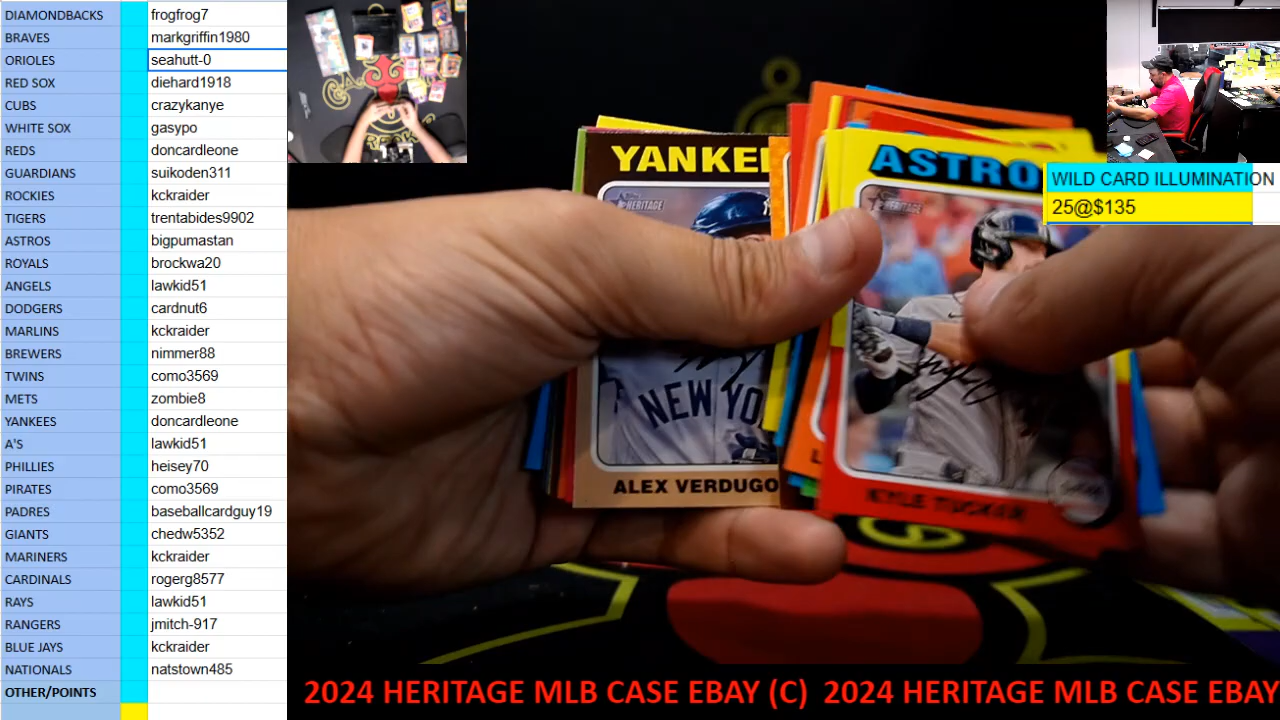 DIAMONDBACKS frogfrog7
BRAVES markgriffin1980
ORIOLES seahutt-0
RED SOX diehard1918
CUBS crazykanye
WHITE SOX gasypo
REDS doncardleone
GUARDIANS suikoden311
ROCKIES kckraider
TIGERS trentabides9902
ASTROS bigpumastan
ROYALS brockwa20
ANGELS lawkid51
DODGERS cardnut6
MARLINS kckraider
BREWERS nimmer88
TWINS como3569
METS zombie8
YANKEES doncardleone
A'S lawkid51
PHILLIES heisey70
PIRATES como3569
PADRES baseballcardguy19
GIANTS chedw5352
MARINERS kckraider
CARDINALS rogerg8577
RAYS lawkid51
RANGERS jmitch-917
BLUE JAYS kckraider
NATIONALS natstown485
OTHER/POINTS
YANKE
HERITAGE
NEW YO
ALEX VERDUGO
ASTRO
HERITAGE
KYLE TUCKER
WILD CARD ILLUMINATION
25@$135
2024 HERITAGE MLB CASE EBAY (C) 2024 HERITAGE MLB CASE EBAY